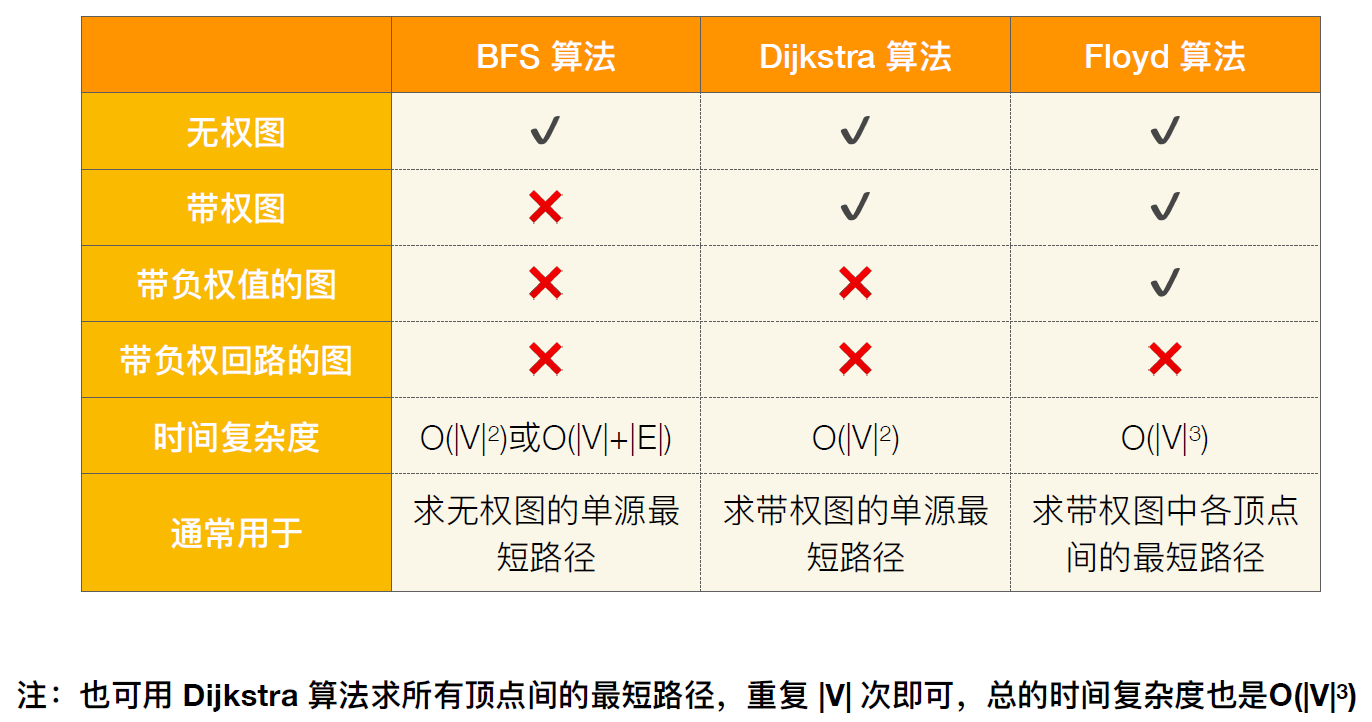 BFS 算法 Dijkstra 算法 Floyd 算法
无权图 ✔ ✔ ✔
带权图 ❌ ✔ ✔
带负权值的图 ❌ ❌ ✔
带负权回路的图 ❌ ❌ ❌
时间复杂度 O(|V|²)或O(|V|+|E|) O(|V|²) O(|V|³)
通常用于 求无权图的单源最短路径 求带权图的单源最短路径 求带权图中各顶点间的最短路径
注：也可用 Dijkstra 算法求所有顶点间的最短路径，重复 |V| 次即可，总的时间复杂度也是O(|V|³)